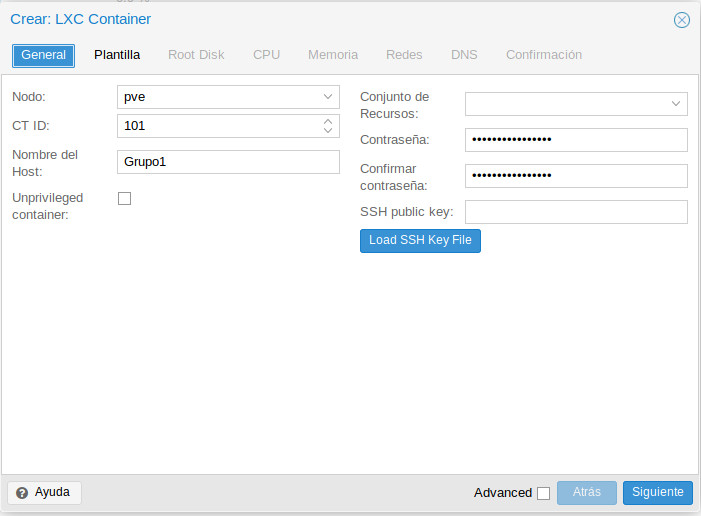 Crear: LXC Container
General Plantilla Root Disk CPU Memoria Redes DNS Confirmación
Nodo: pve
CT ID: 101
Nombre del
Host: Grupo1
Unprivileged
container:
Conjunto de
Recursos:
Contraseña: ••••••••••••••••
Confirmar
contraseña: ••••••••••••••••
SSH public key:
Load SSH Key File
Ayuda Advanced Atrás Siguiente